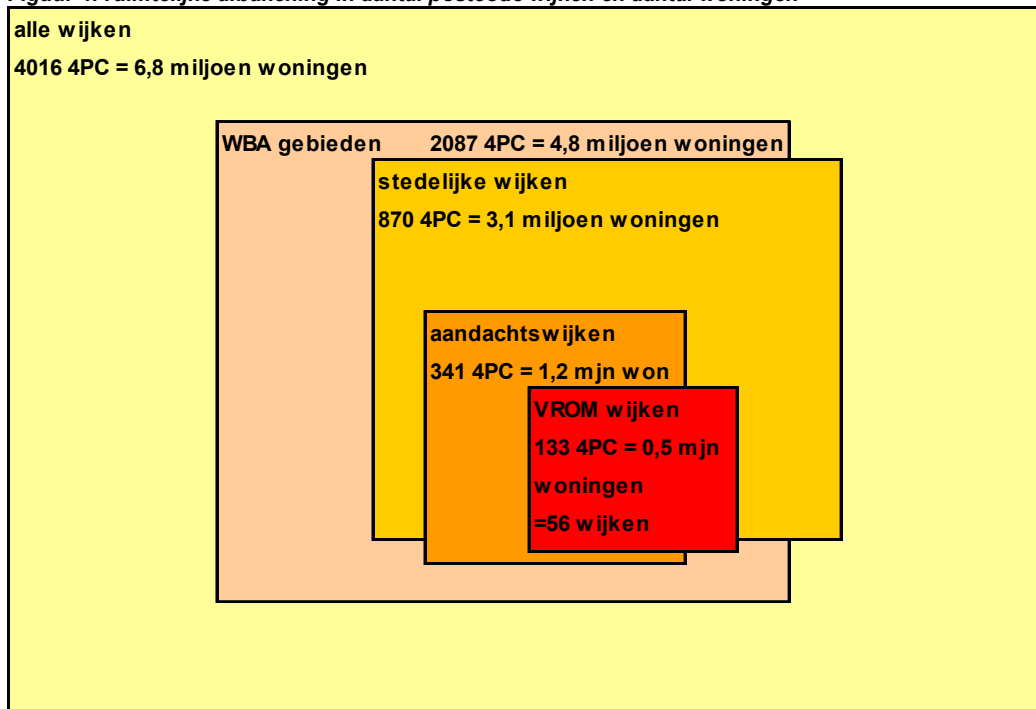 alle wijken
4016 4PC = 6,8 miljoen woningen
WBA gebieden 2087 4PC = 4,8 miljoen woningen
stedelijke wijken
870 4PC = 3,1 miljoen woningen
aandachtswijken
341 4PC = 1,2 mjn won
VROM wijken
133 4PC = 0,5 mjn
woningen
=56 wijken